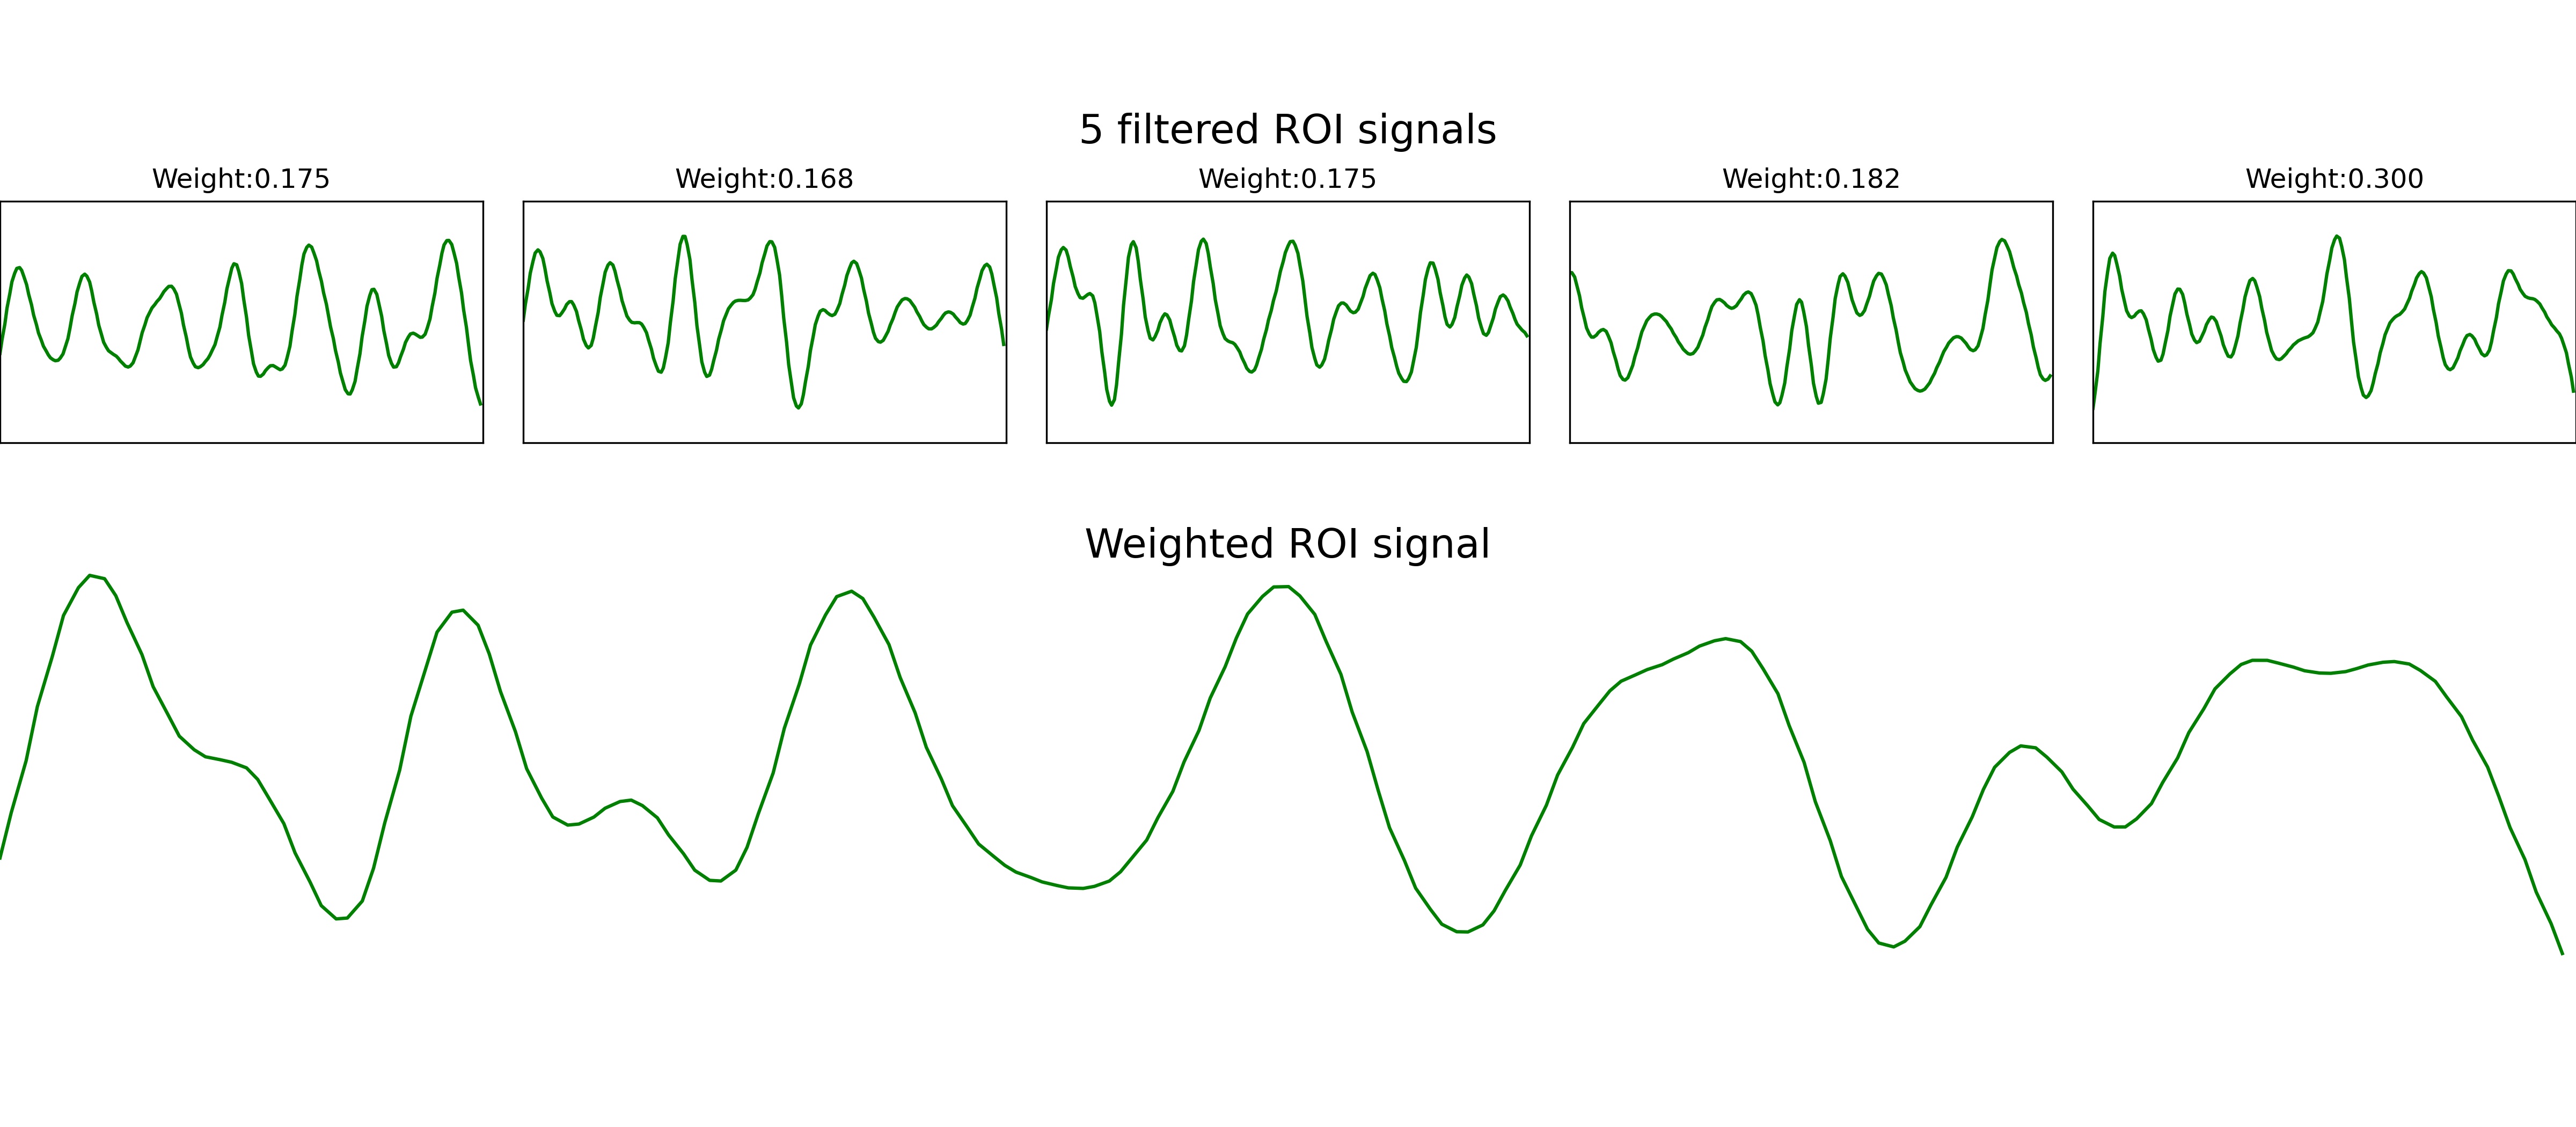 5 filtered ROI signals
Weight:0.175
Weight:0.168
Weight:0.175
Weight:0.182
Weight:0.300
Weighted ROI signal